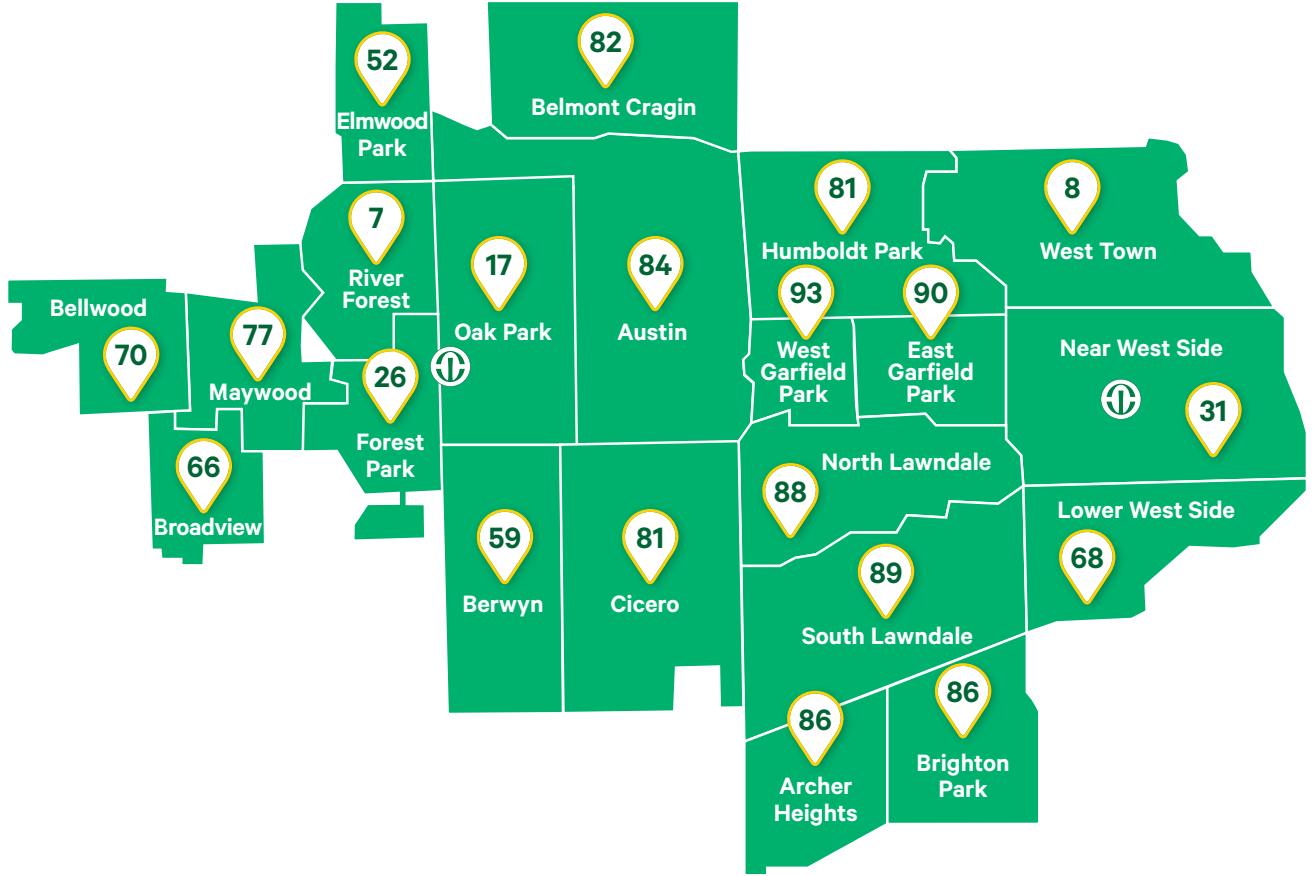 52
Elmwood
Park
82
Belmont Cragin
7
River
Forest
17
Oak Park
84
Austin
81
Humboldt Park
8
West Town
Bellwood
70
77
Maywood
26
Forest
Park
93
West
Garfield
Park
90
East
Garfield
Park
Near West Side
31
66
Broadview
59
Berwyn
81
Cicero
North Lawndale
88
89
South Lawndale
Lower West Side
68
86
Archer
Heights
86
Brighton
Park